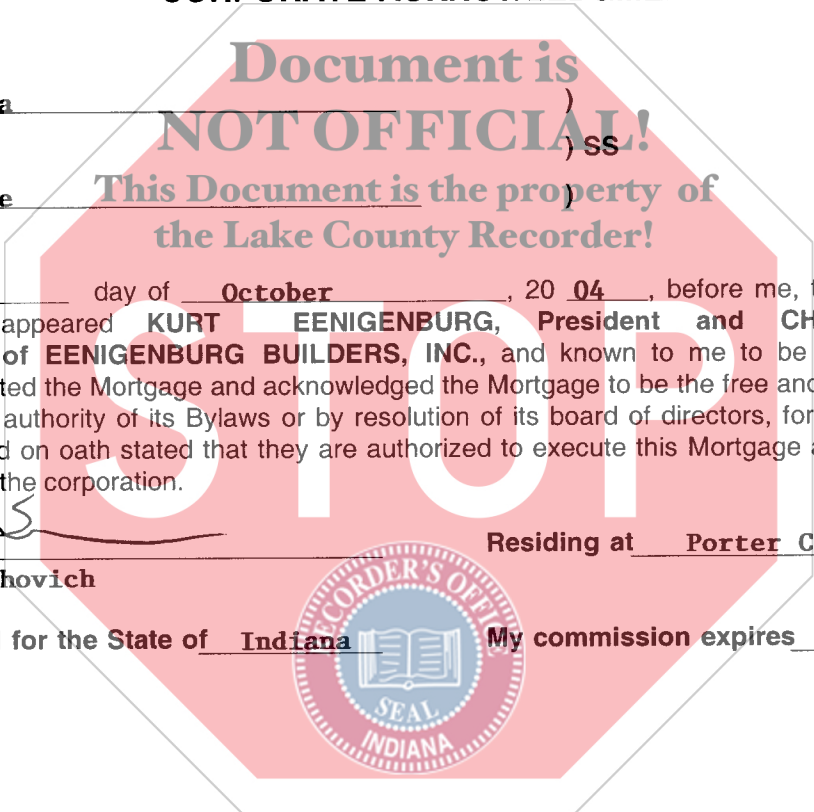 Document is
NOT OFFICIAL!
This Document is the property of
the Lake County Recorder!
a )
) SS
e )
day of October, 20 04, before me, t
appeared KURT EENIGENBURG, President and CH
of EENIGENBURG BUILDERS, INC., and known to me to be
ted the Mortgage and acknowledged the Mortgage to be the free and
authority of its Bylaws or by resolution of its board of directors, for
d on oath stated that they are authorized to execute this Mortgage a
the corporation.
STOP
Residing at Porter C
hovich
for the State of Indiana My commission expires
RECORDER'S OFFIC
SEAL
INDIANA